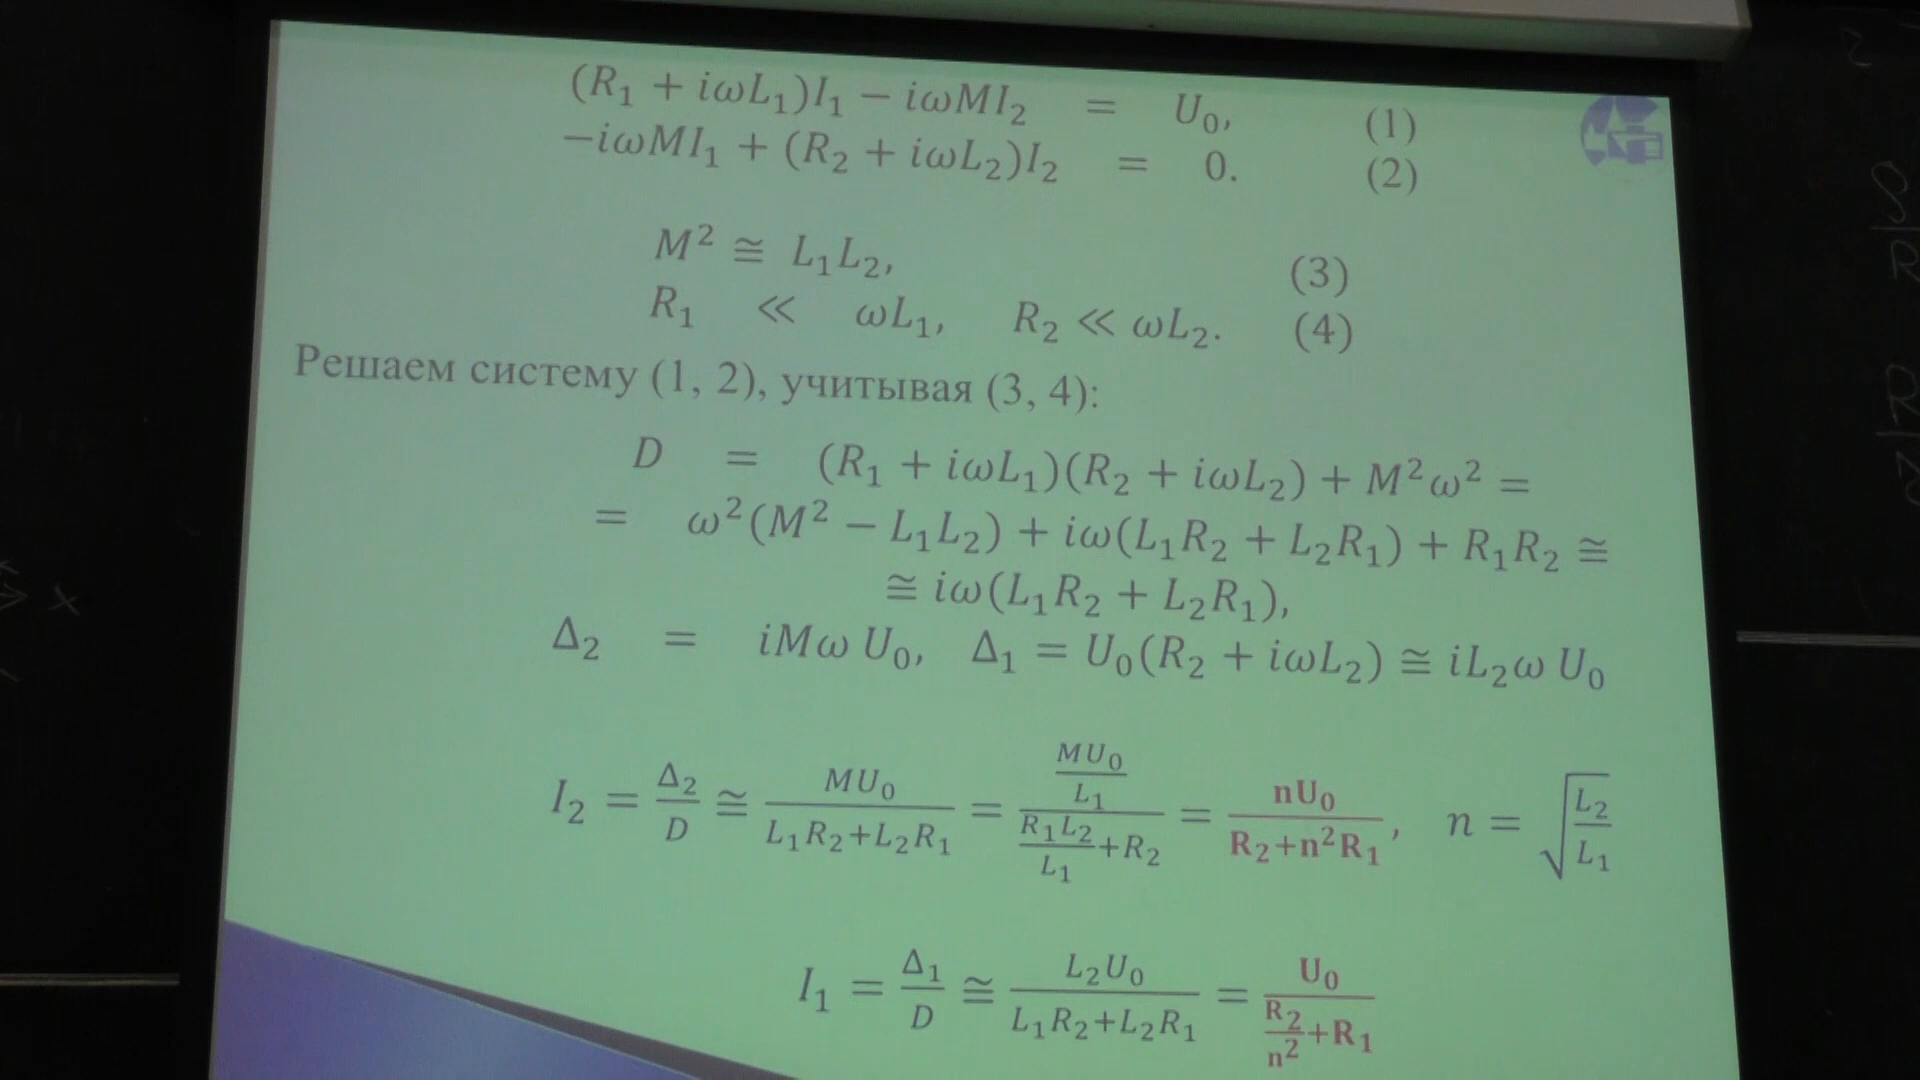 (R₁ + iωL₁)I₁ − iωMI₂ = U₀, (1)
−iωMI₁ + (R₂ + iωL₂)I₂ = 0. (2)
M² ≅ L₁L₂, (3)
R₁ ≪ ωL₁, R₂ ≪ ωL₂. (4)
Решаем систему (1, 2), учитывая (3, 4):
D = (R₁ + iωL₁)(R₂ + iωL₂) + M²ω² =
= ω²(M² − L₁L₂) + iω(L₁R₂ + L₂R₁) + R₁R₂ ≅
≅ iω(L₁R₂ + L₂R₁),
Δ₂ = iMω U₀, Δ₁ = U₀(R₂ + iωL₂) ≅ iL₂ω U₀
I₂ = Δ₂/D ≅ MU₀/(L₁R₂+L₂R₁) = (MU₀/L₁)/(R₁L₂/L₁+R₂) = nU₀/(R₂+n²R₁), n = √(L₂/L₁)
I₁ = Δ₁/D ≅ L₂U₀/(L₁R₂+L₂R₁) = U₀/(R₂/n²+R₁)